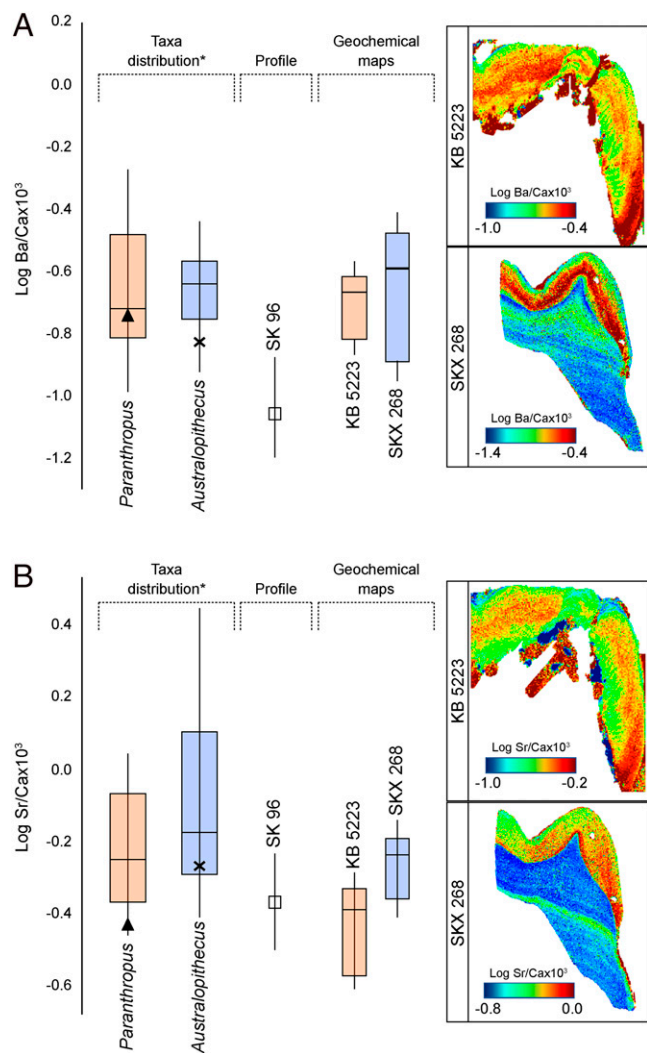 A
Taxa
distribution*
Profile
Geochemical
maps
0.2
0.0
-0.2
-0.4
-0.6
-0.8
-1.0
-1.2
Log Ba/Cax10³
Paranthropus
Australopithecus
SK 96
KB 5223
SKX 268
KB 5223
Log Ba/Cax10³
-1.0 -0.4
SKX 268
Log Ba/Cax10³
-1.4 -0.4
B
Taxa
distribution*
Profile
Geochemical
maps
0.4
0.2
0.0
-0.2
-0.4
-0.6
Log Sr/Cax10³
Paranthropus
Australopithecus
SK 96
KB 5223
SKX 268
KB 5223
Log Sr/Cax10³
-1.0 -0.2
SKX 268
Log Sr/Cax10³
-0.8 0.0